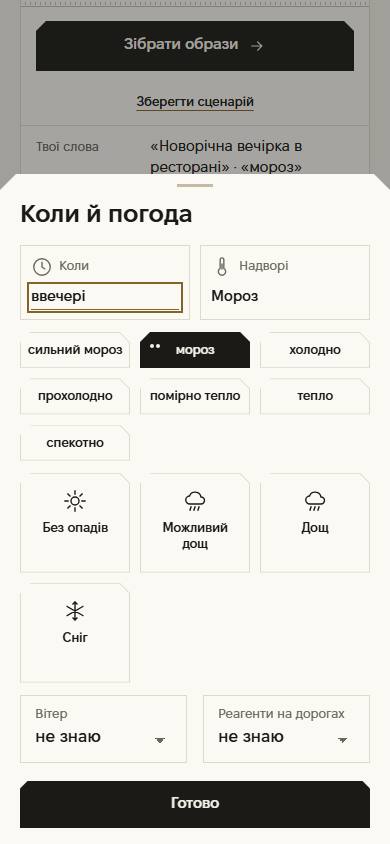 Зібрати образи →
Зберегти сценарій
Твої слова
«Новорічна вечірка в
ресторані» · «мороз»
Коли й погода
Коли
ввечері
Надворі
Мороз
сильний мороз
мороз
холодно
прохолодно
помірно тепло
тепло
спекотно
Без опадів
Можливий
дощ
Дощ
Сніг
Вітер
не знаю
Реагенти на дорогах
не знаю
Готово